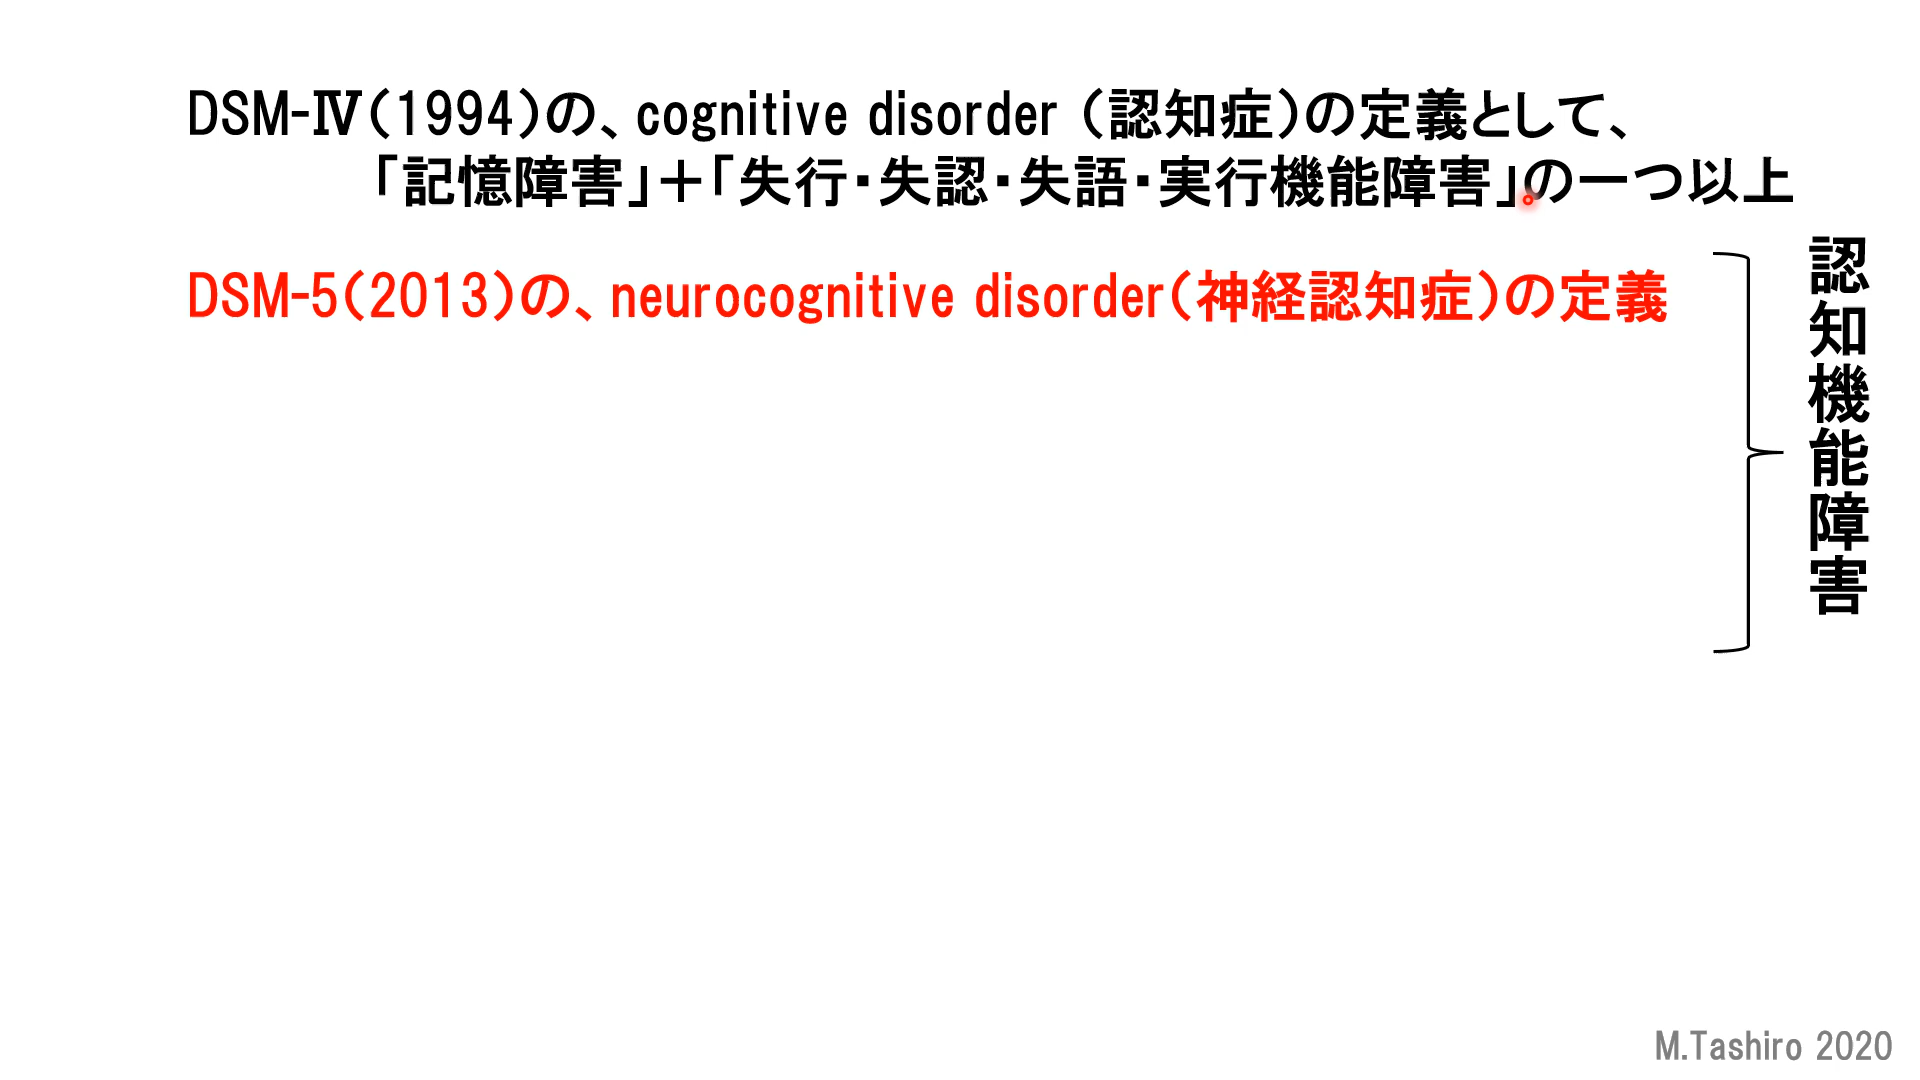 DSM-Ⅳ（1994）の、cognitive disorder （認知症）の定義として、
「記憶障害」＋「失行・失認・失語・実行機能障害」の一つ以上
DSM-5（2013）の、neurocognitive disorder（神経認知症）の定義
認知機能障害
M.Tashiro 2020